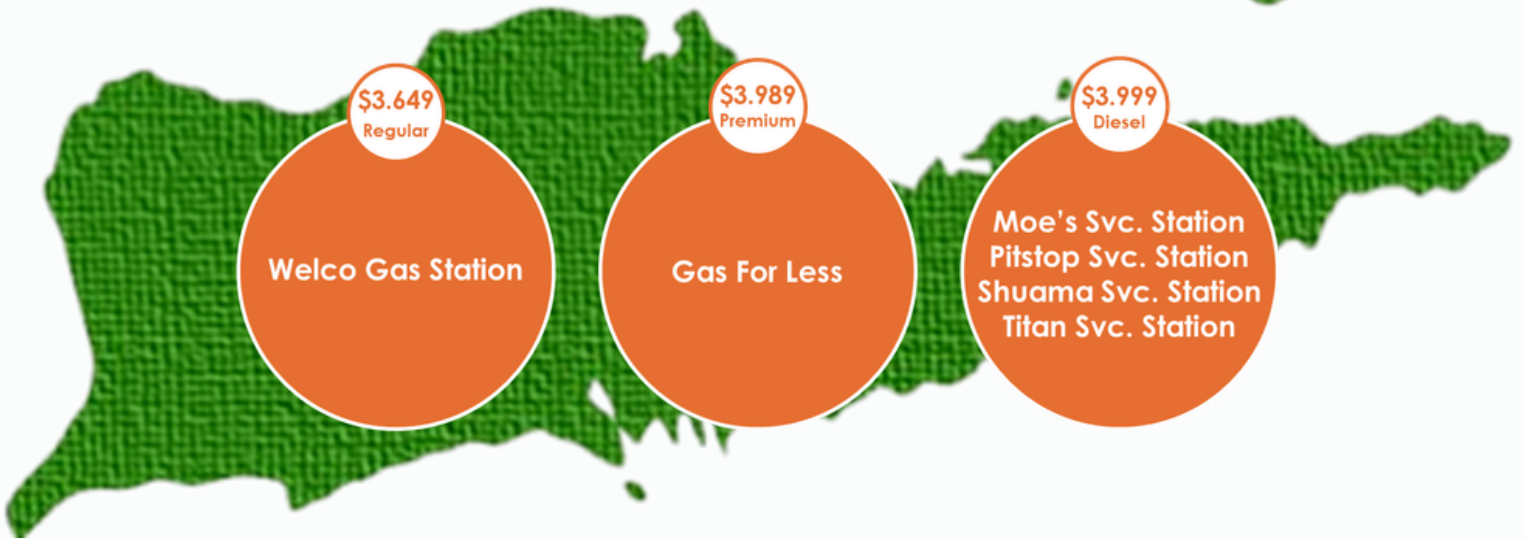 $3.649
Regular
Welco Gas Station
$3.989
Premium
Gas For Less
$3.999
Diesel
Moe's Svc. Station
Pitstop Svc. Station
Shuama Svc. Station
Titan Svc. Station